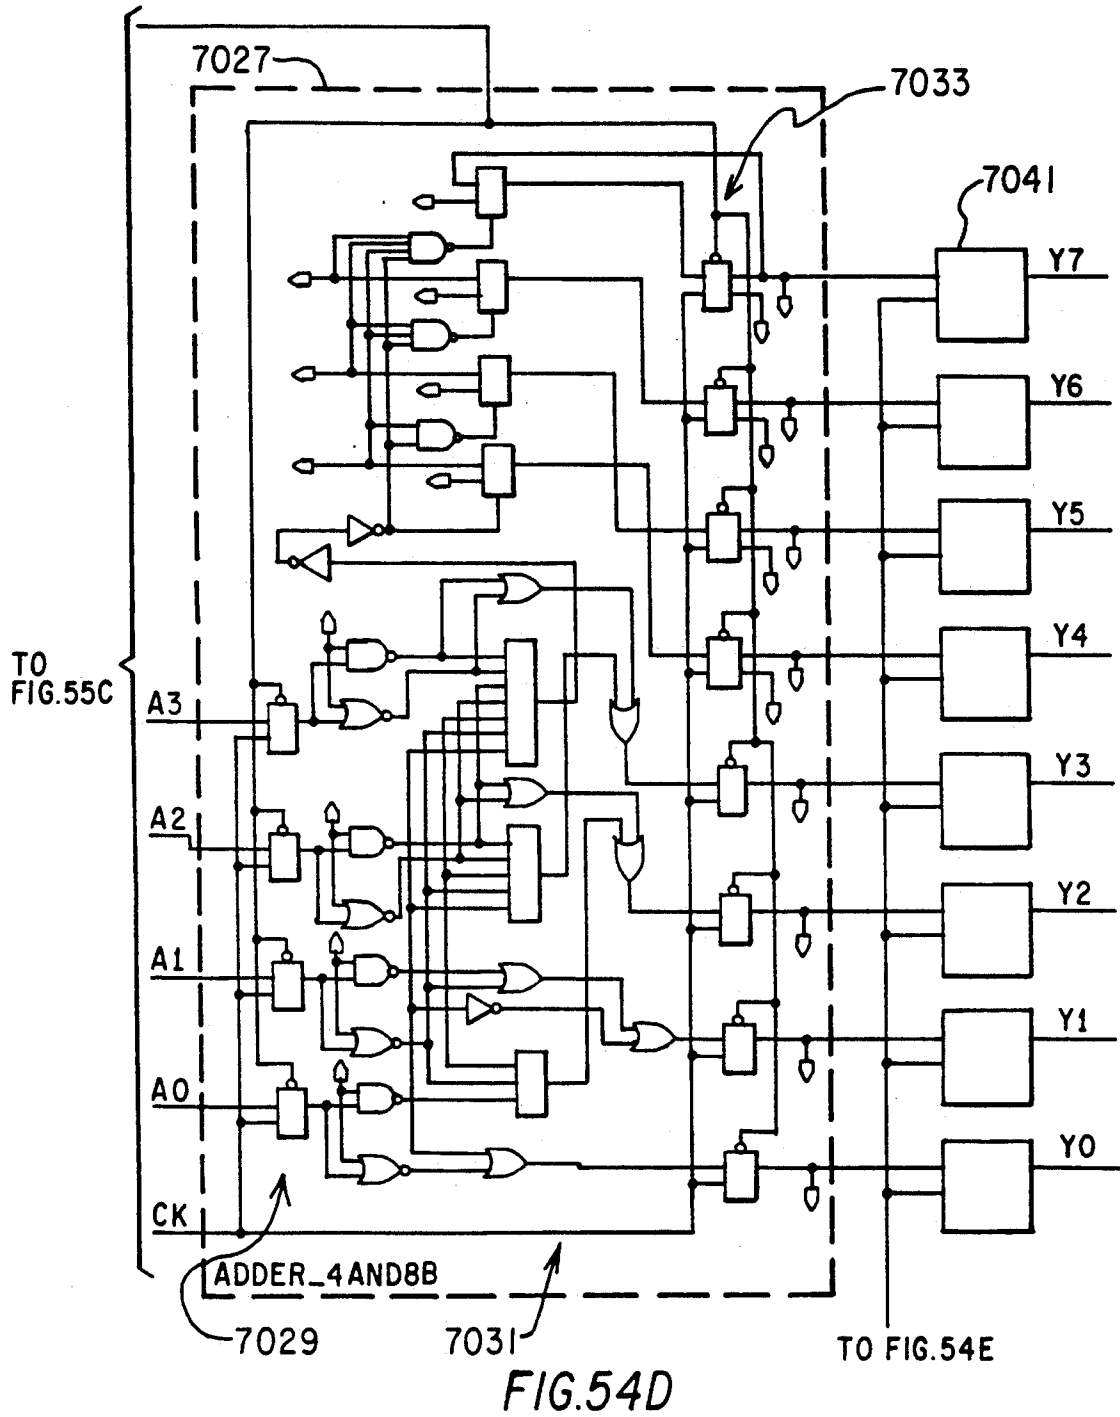 7027
7033
7041
Y7
Y6
Y5
Y4
TO
FIG.55C
A3
Y3
A2
Y2
A1
Y1
A0
Y0
CK
ADDER_4AND8B
7029
7031
TO FIG.54E
FIG.54D